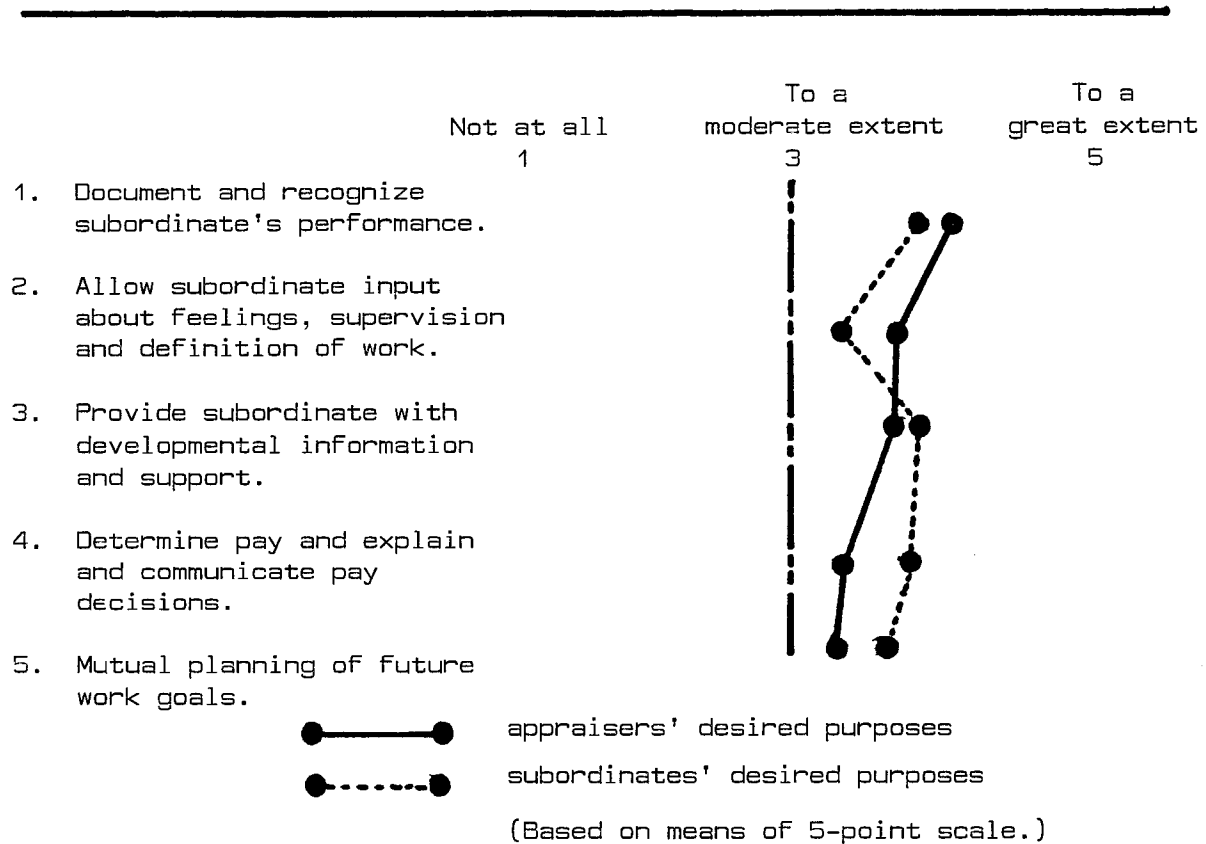 To a To a
Not at all moderate extent great extent
1 3 5
1. Document and recognize
subordinate's performance.
2. Allow subordinate input
about feelings, supervision
and definition of work.
3. Provide subordinate with
developmental information
and support.
4. Determine pay and explain
and communicate pay
decisions.
5. Mutual planning of future
work goals.
appraisers' desired purposes
subordinates' desired purposes
(Based on means of 5-point scale.)